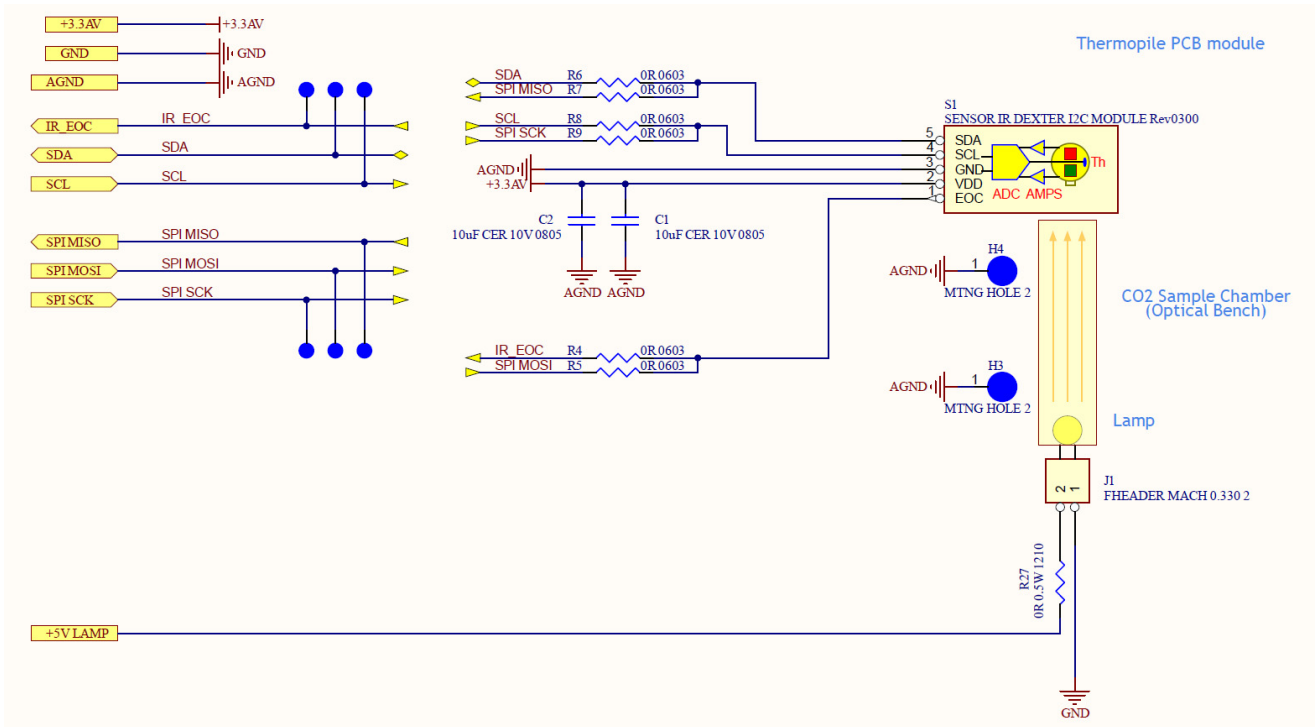 +3.3AV
+3.3AV
GND
GND
AGND
AGND
IR_EOC
IR_EOC
SDA
SDA
SCL
SCL
SPI MISO
SPI MISO
SPI MOSI
SPI MOSI
SPI SCK
SPI SCK
+5V LAMP
SDA R6 0R 0603
SPI MISO R7 0R 0603
SCL R8 0R 0603
SPI SCK R9 0R 0603
AGND
+3.3AV
C2
10uF CER 10V 0805
C1
10uF CER 10V 0805
AGND AGND
IR_EOC R4 0R 0603
SPI MOSI R5 0R 0603
Thermopile PCB module
S1
SENSOR IR DEXTER I2C MODULE Rev0300
5 SDA
4 SCL
3 GND
2 VDD
1 EOC
Th
ADC AMPS
H4
AGND 1
MTNG HOLE 2
CO2 Sample Chamber
(Optical Bench)
H3
AGND 1
MTNG HOLE 2
Lamp
2 1
J1
FHEADER MACH 0.330 2
R27
0R 0.5W 1210
GND